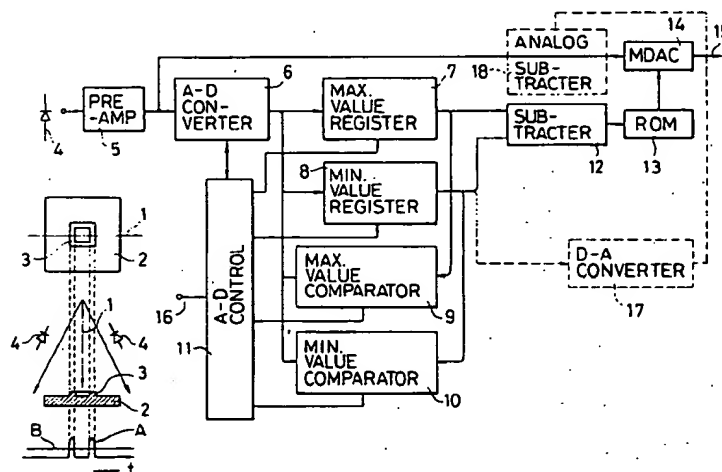 14
15
ANALOG
18 SUB-
TRACTER
MDAC
6
7
PRE
-AMP
A-D
CON-
VERTER
MAX.
VALUE
REGISTER
4
5
SUB-
TRACTER
ROM
12
13
8
MIN.
VALUE
REGISTER
1
3
2
D-A
CONVERTER
17
MAX.
VALUE
COMPARATOR
9
16
A-D
CONTROL
11
MIN.
VALUE
COMPARATOR
10
4
1
4
3
2
B
A
t